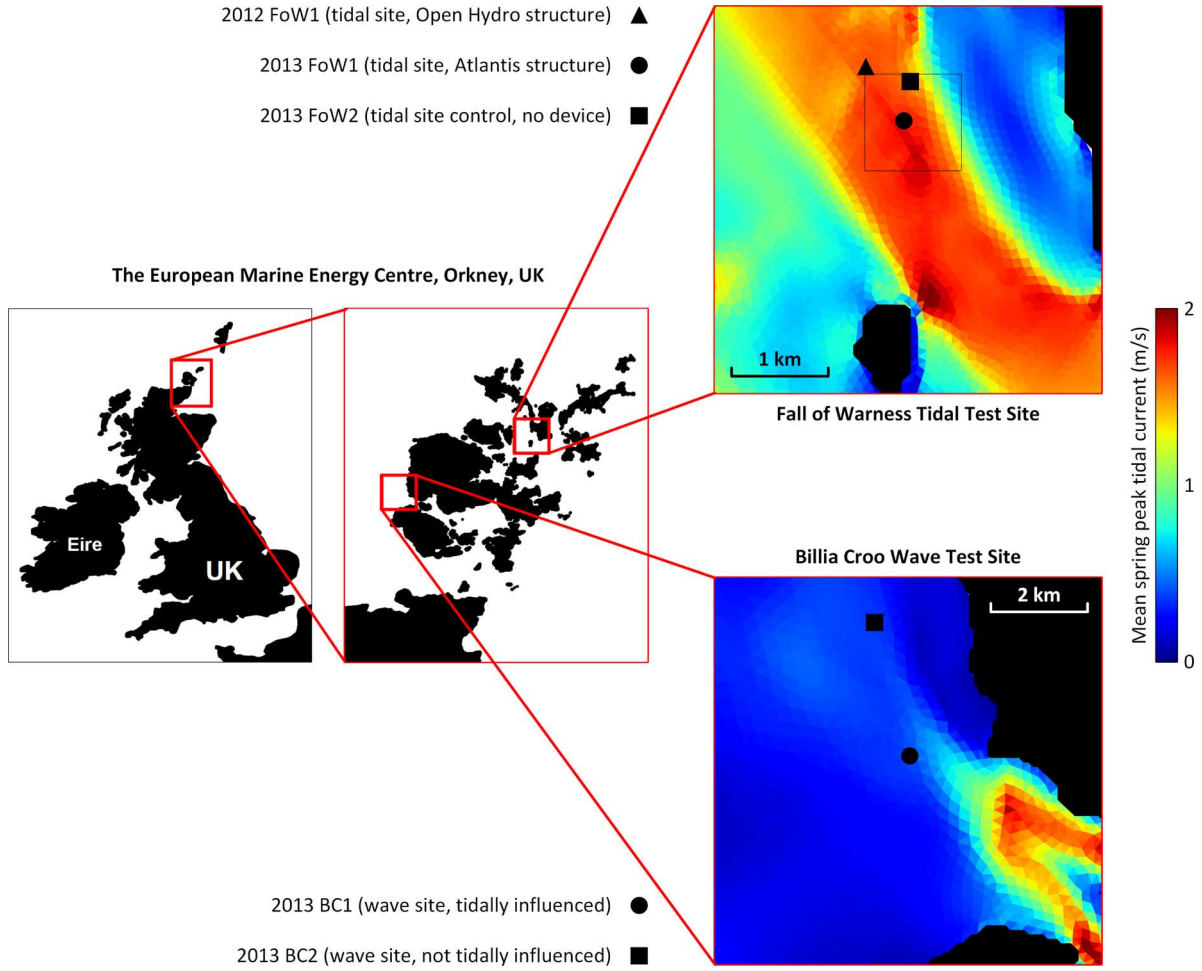 2012 FoW1 (tidal site, Open Hydro structure)
2013 FoW1 (tidal site, Atlantis structure)
2013 FoW2 (tidal site control, no device)
The European Marine Energy Centre, Orkney, UK
Eire
UK
1 km
Fall of Warness Tidal Test Site
Billia Croo Wave Test Site
2 km
2
1
0
Mean spring peak tidal current (m/s)
2013 BC1 (wave site, tidally influenced)
2013 BC2 (wave site, not tidally influenced)